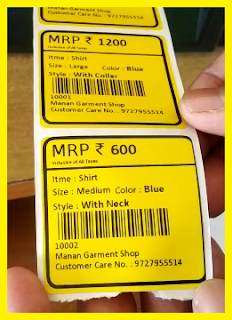 Manan Garment Shop
Customer Care No. : 9727955514
MRP ₹ 1200
Inclusive of All Taxes
Itme : Shirt
Size : Large Color : Blue
Style : With Collar
10001
Manan Garment Shop
Customer Care No. : 9727955514
MRP ₹ 600
Inclusive of All Taxes
Itme : Shirt
Size : Medium Color : Blue
Style : With Neck
10002
Manan Garment Shop
Customer Care No. : 9727955514